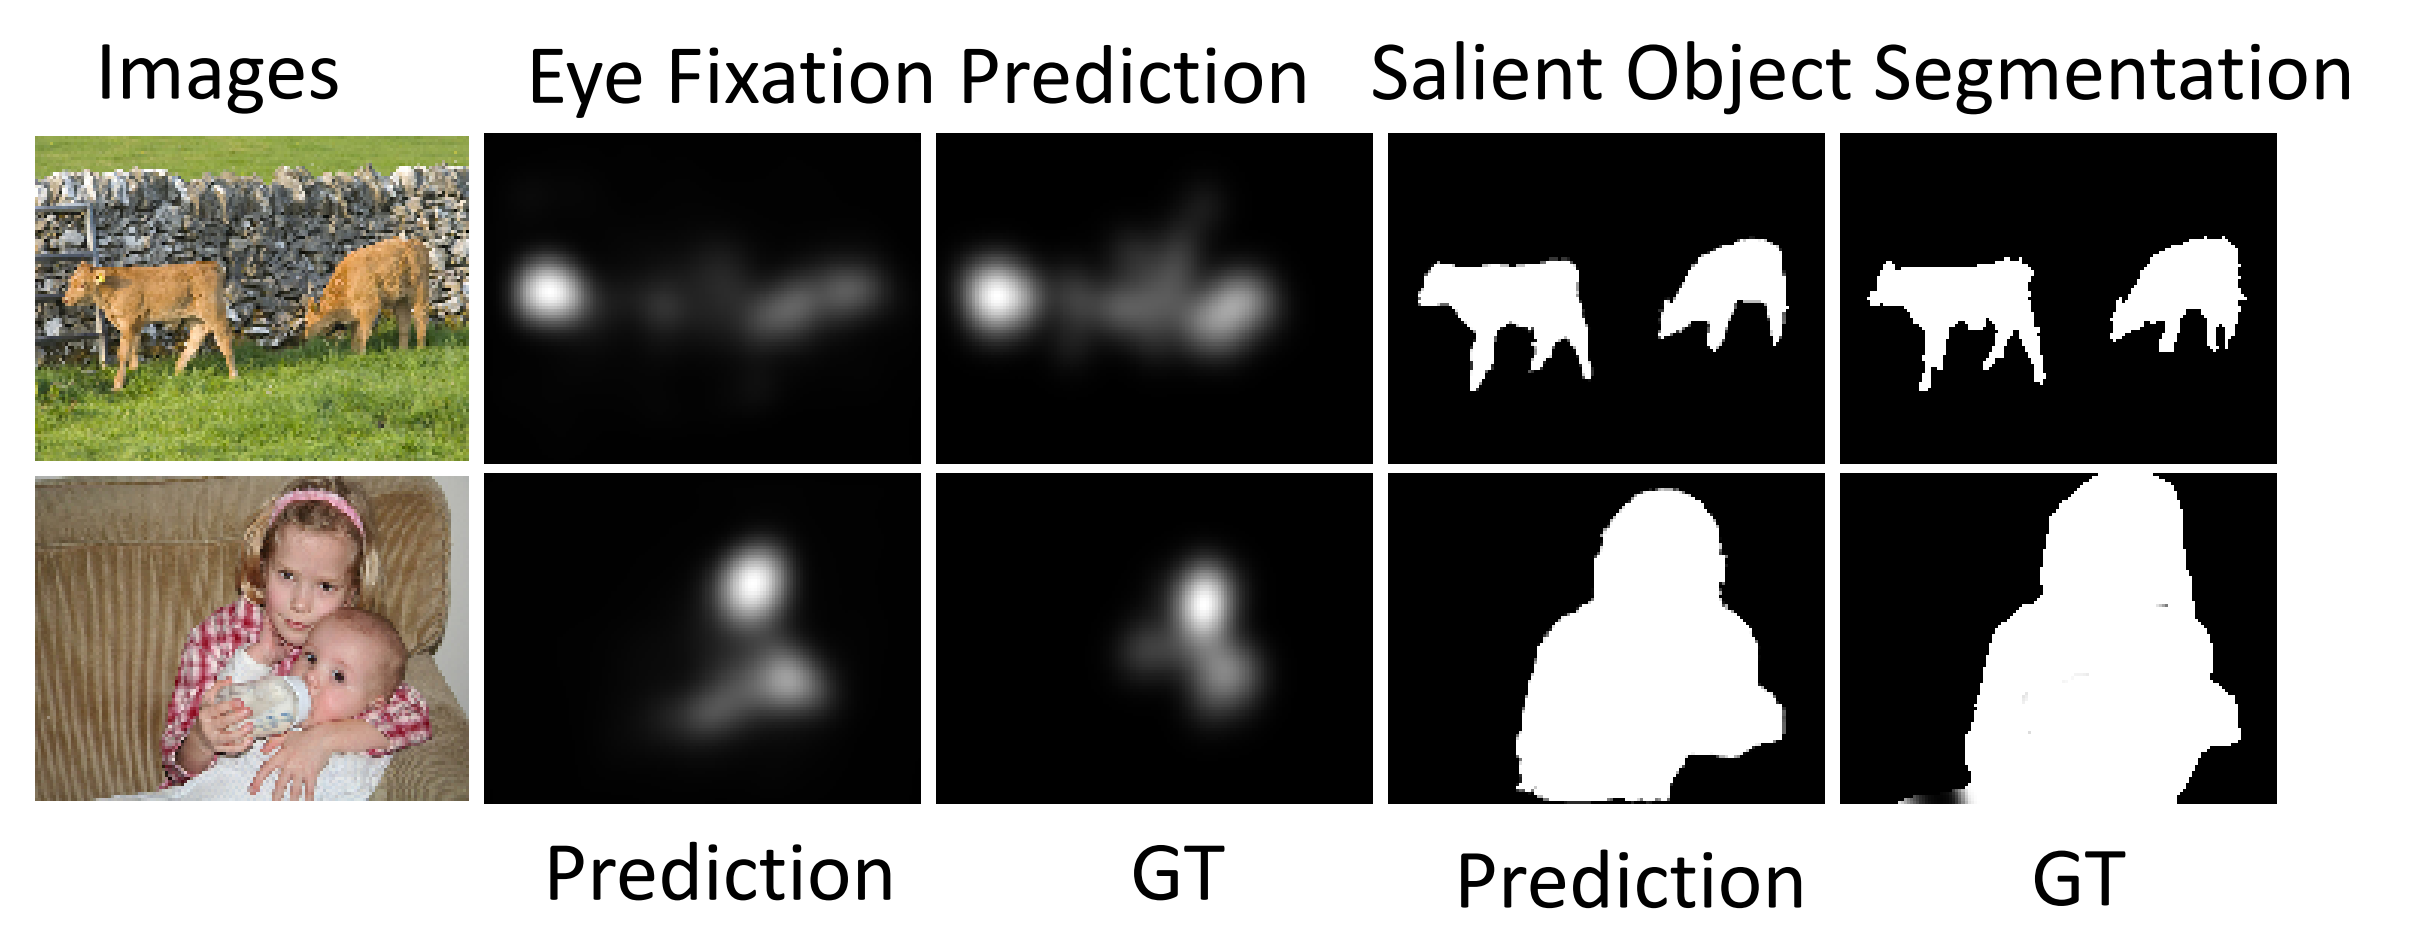 Images
Eye Fixation Prediction
Salient Object Segmentation
Prediction
GT
Prediction
GT